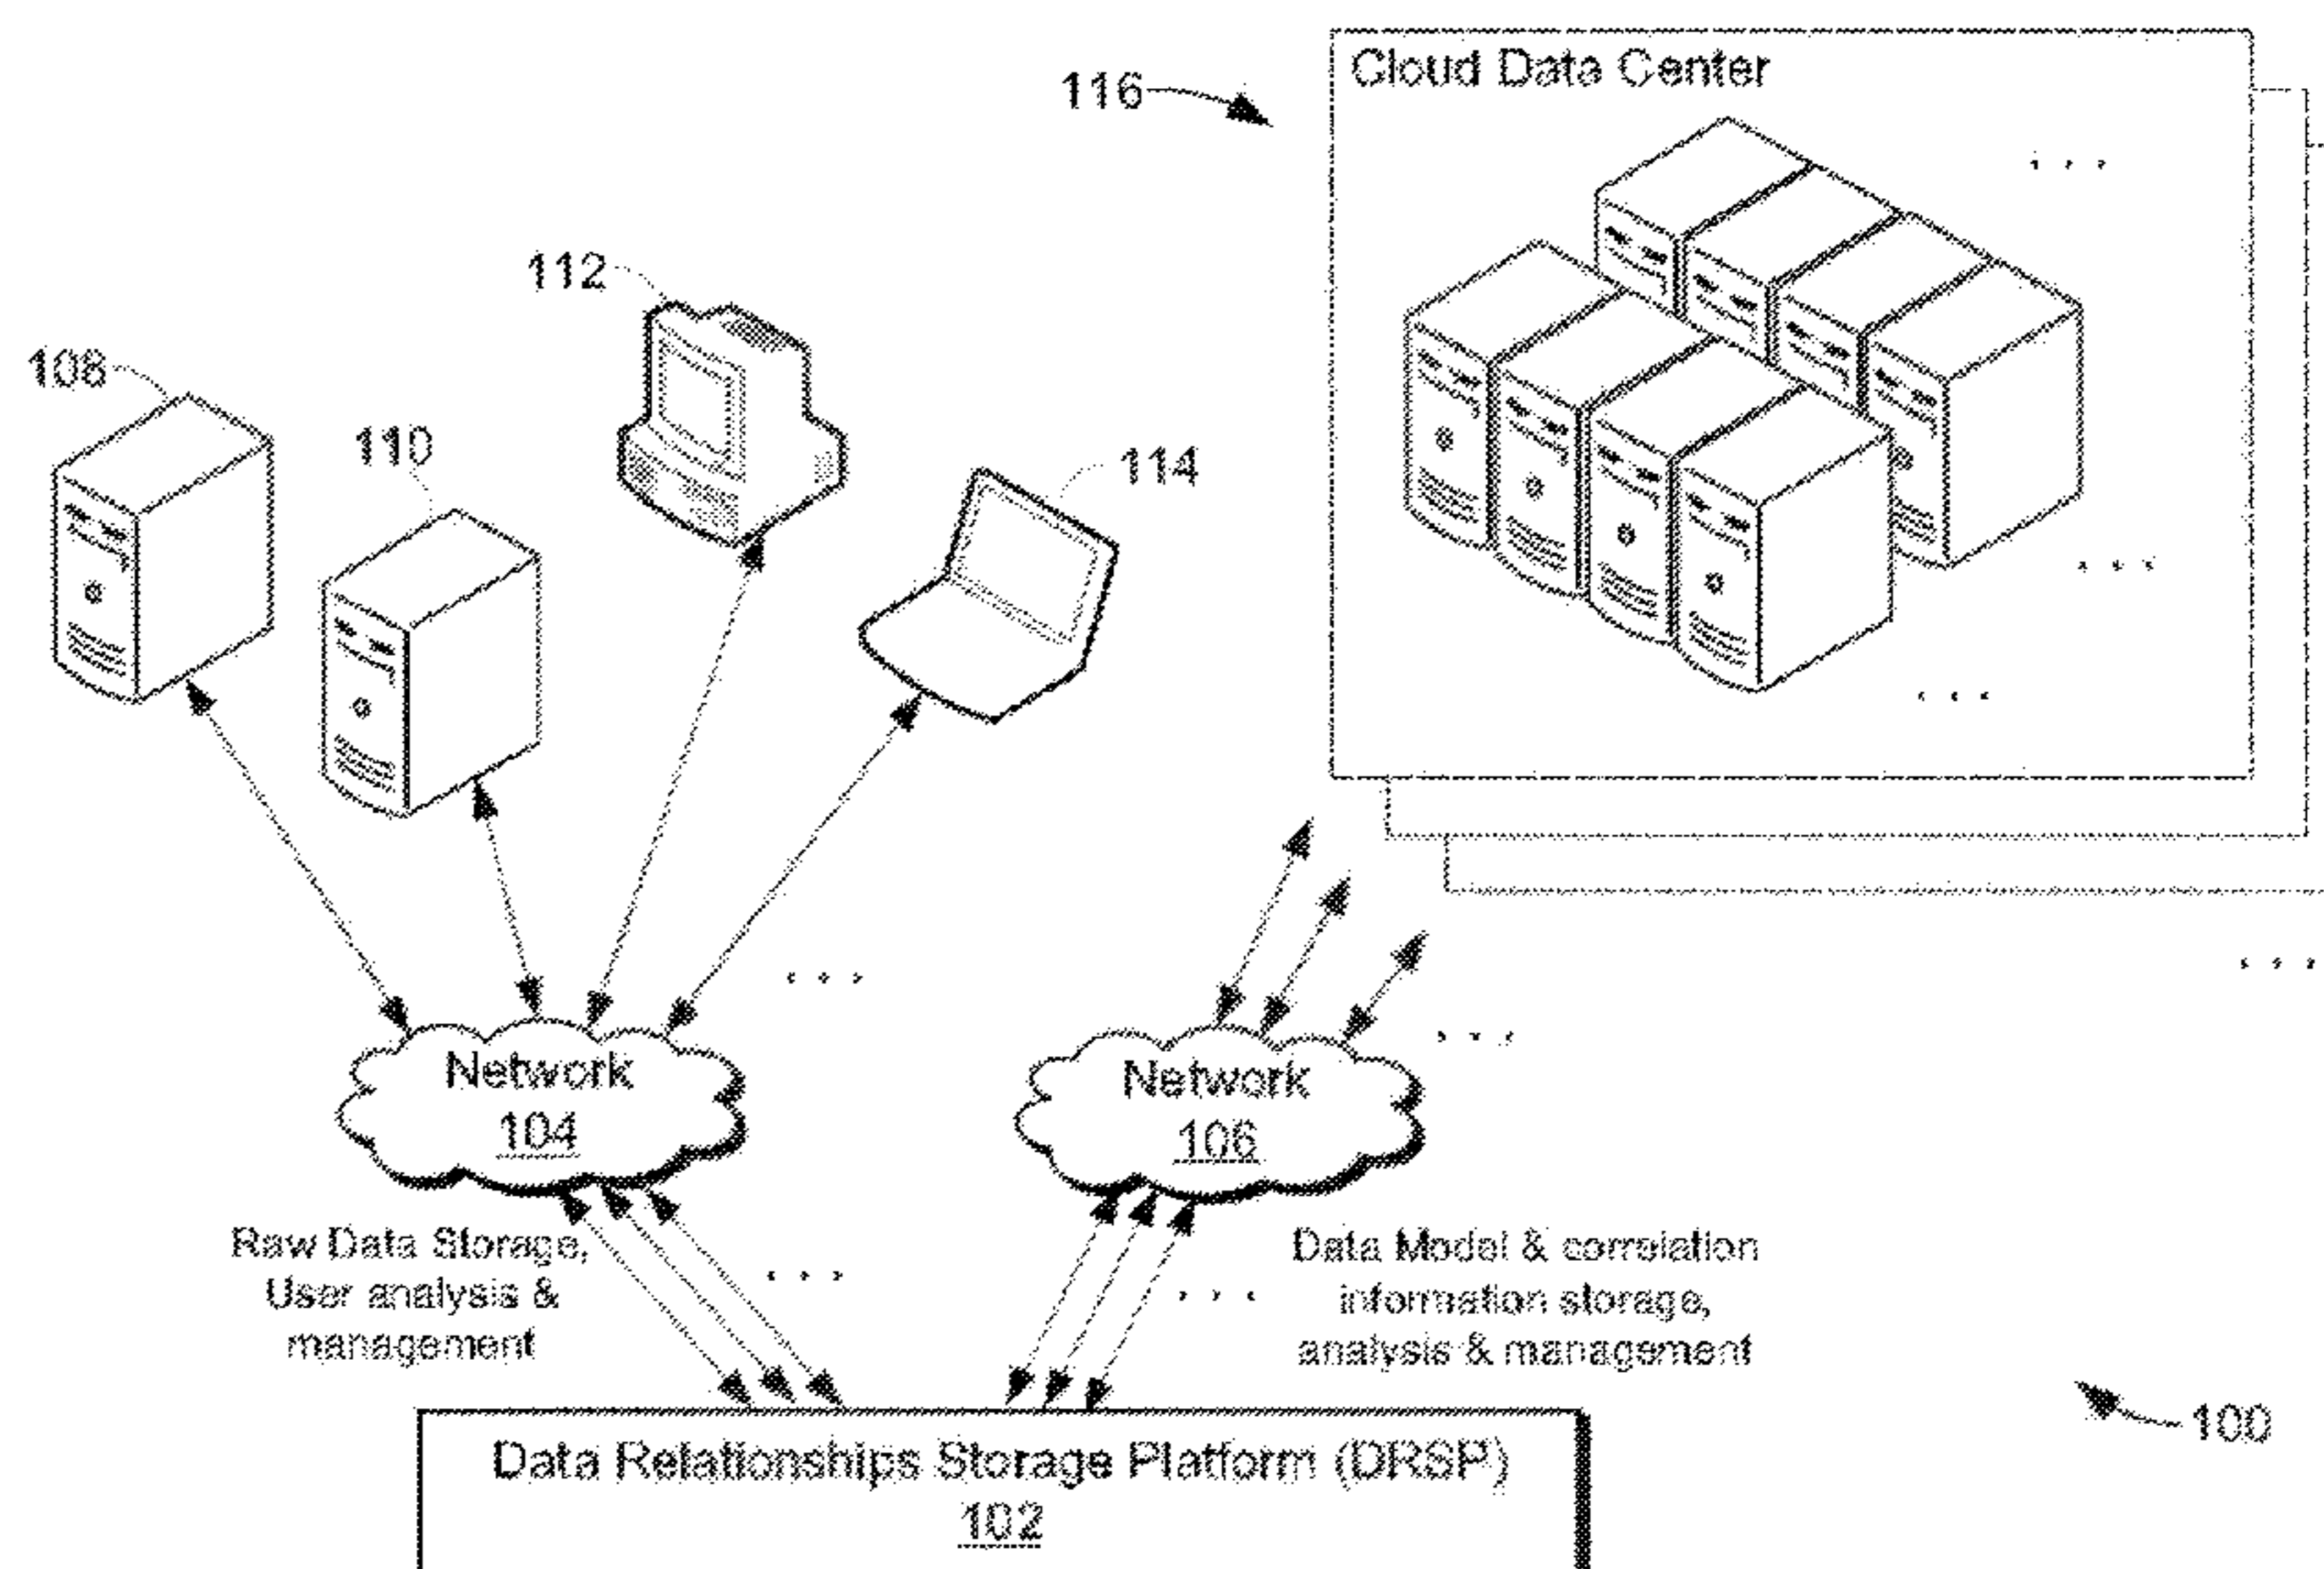 Cloud Data Center
116
112
108
110
114
Network
104
Network
106
Raw Data Storage,
User analysis &
management
Data Model & correlation
information storage,
analysis & management
100
Data Relationships Storage Platform (DRSP)
102